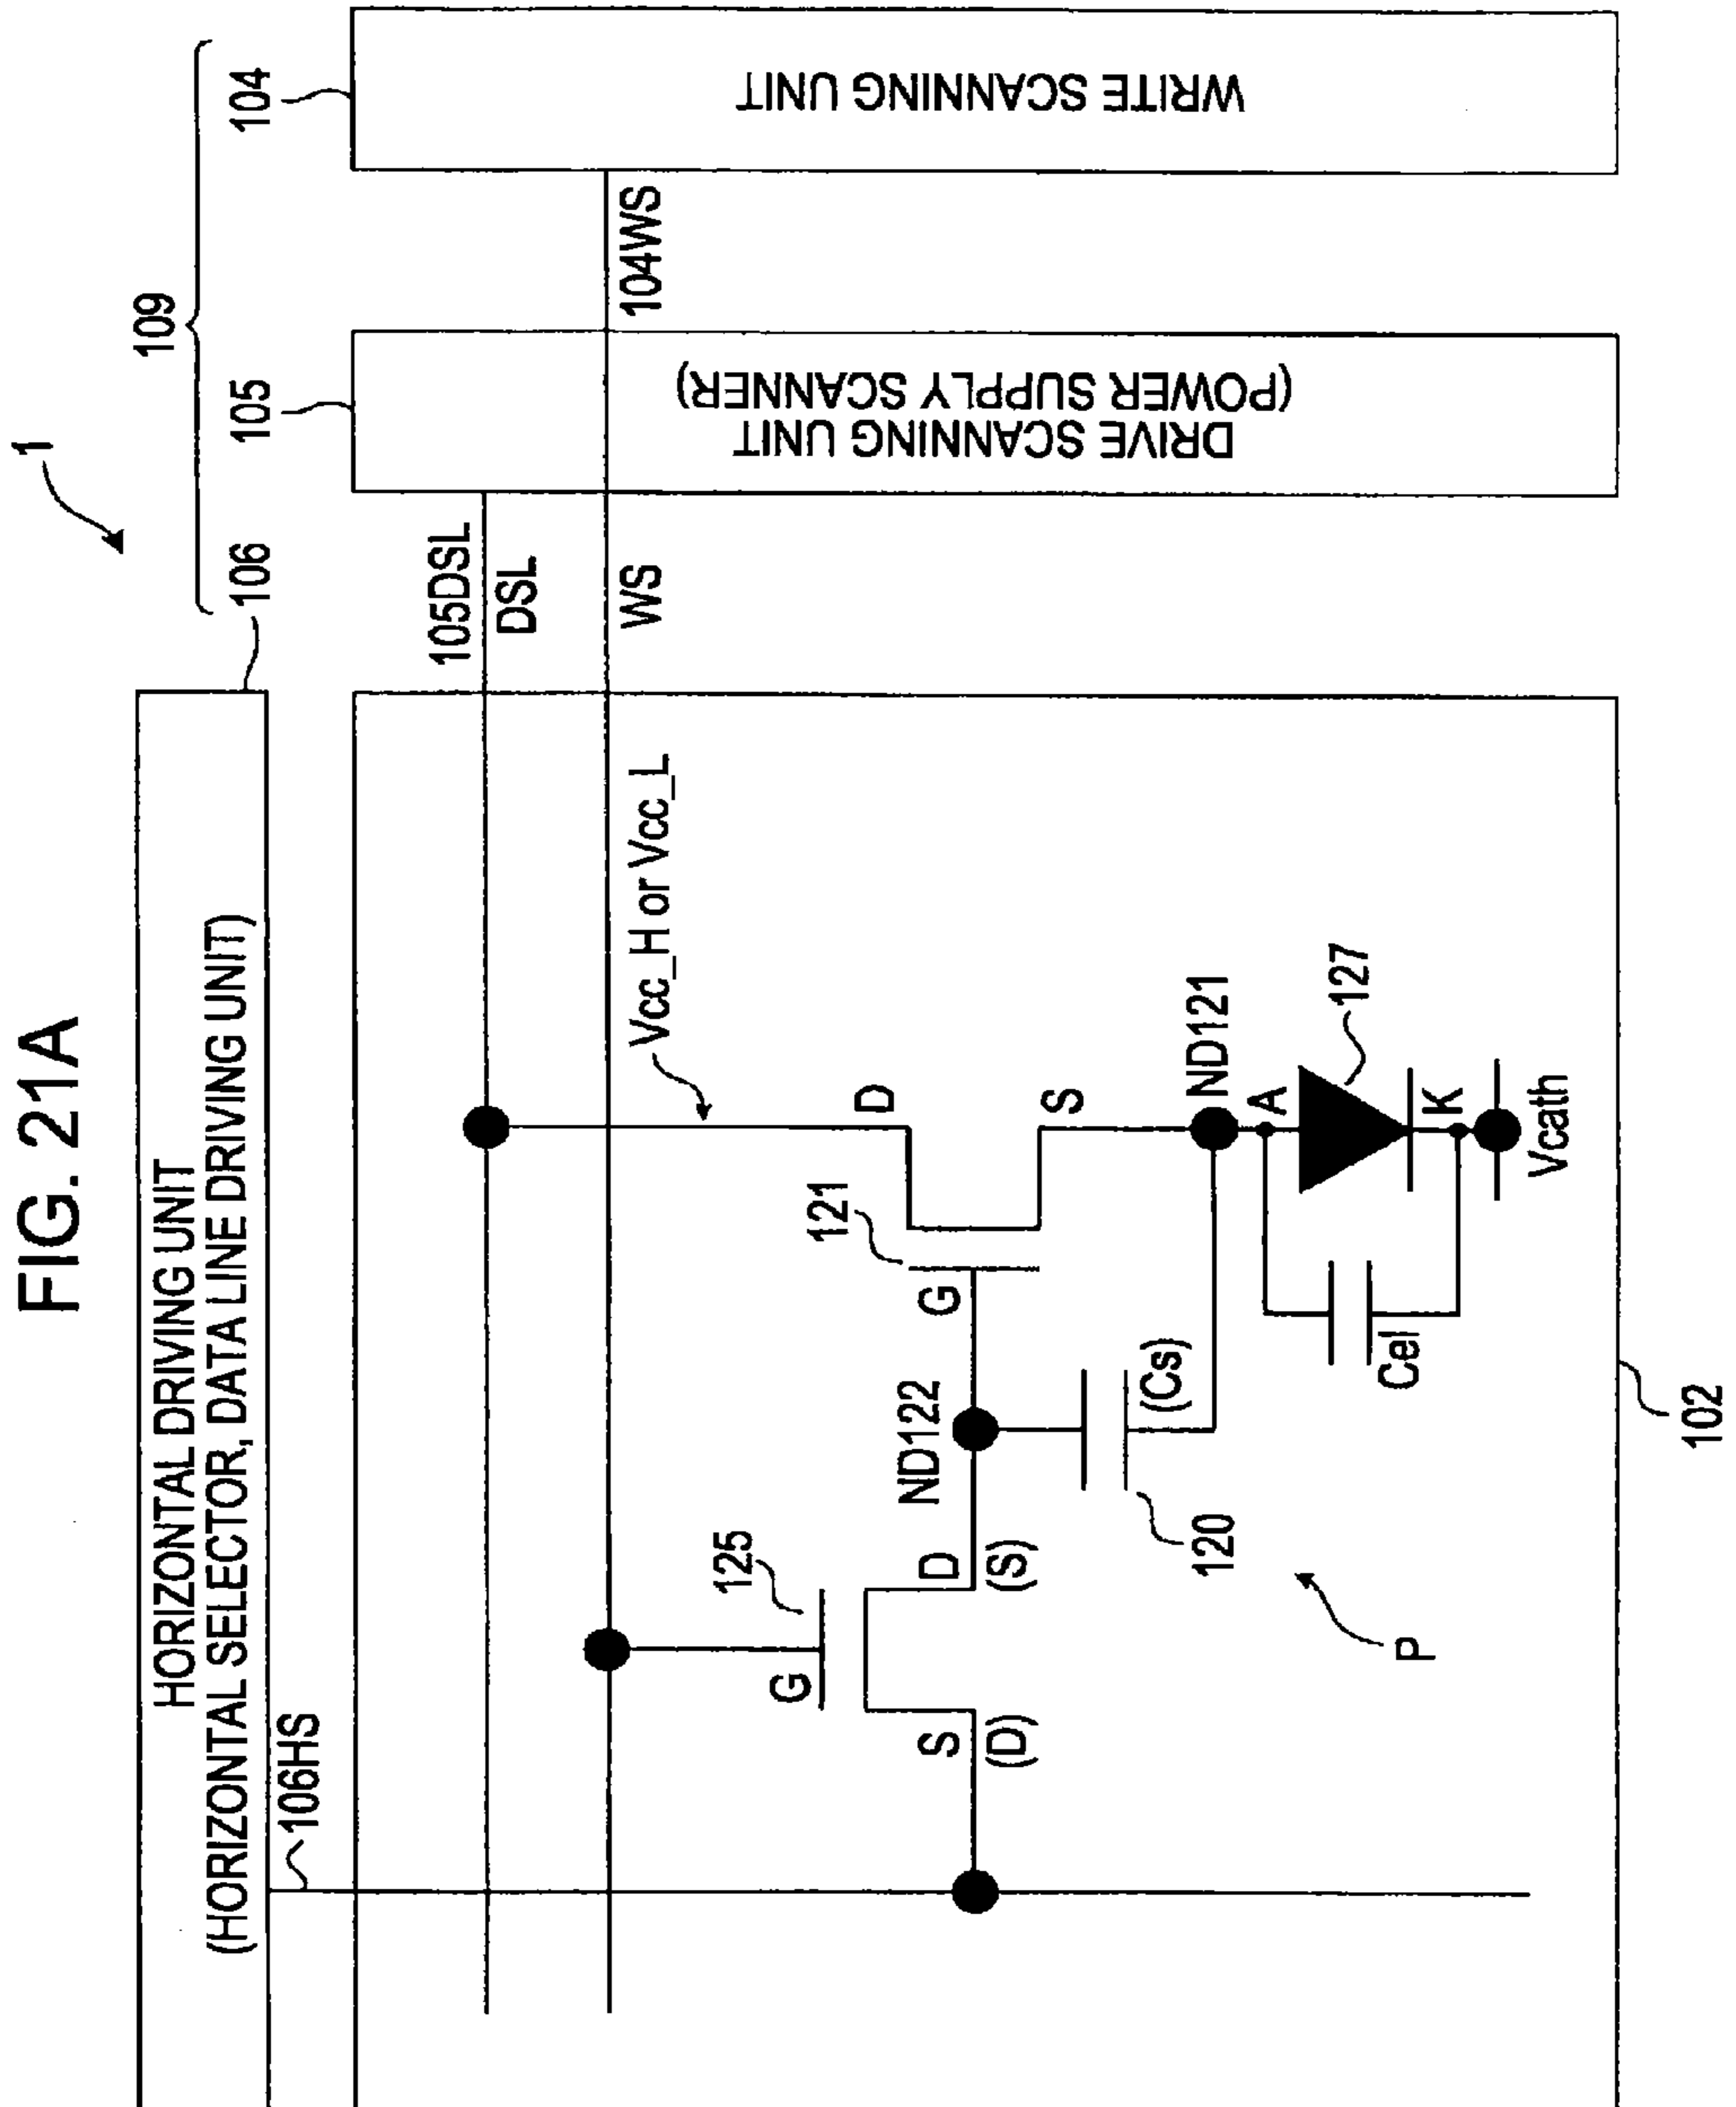 FIG. 21A
1
109
106
105
104
HORIZONTAL DRIVING UNIT
(HORIZONTAL SELECTOR, DATA LINE DRIVING UNIT)
106HS
105DSL
DSL
WS
104WS
DRIVE SCANNING UNIT
(POWER SUPPLY SCANNER)
WRITE SCANNING UNIT
Vcc_H or Vcc_L
125
G
S
(D)
D
(S)
ND122
G
121
D
S
120
(Cs)
ND121
A
127
K
Cel
Vcath
P
102